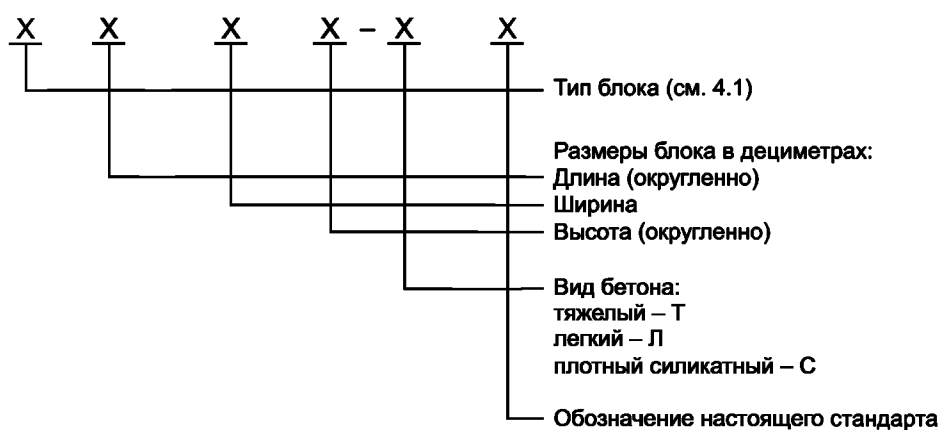 Х Х Х Х – Х Х
Тип блока (см. 4.1)
Размеры блока в дециметрах:
Длина (округленно)
Ширина
Высота (округленно)
Вид бетона:
тяжелый – Т
легкий – Л
плотный силикатный – С
Обозначение настоящего стандарта